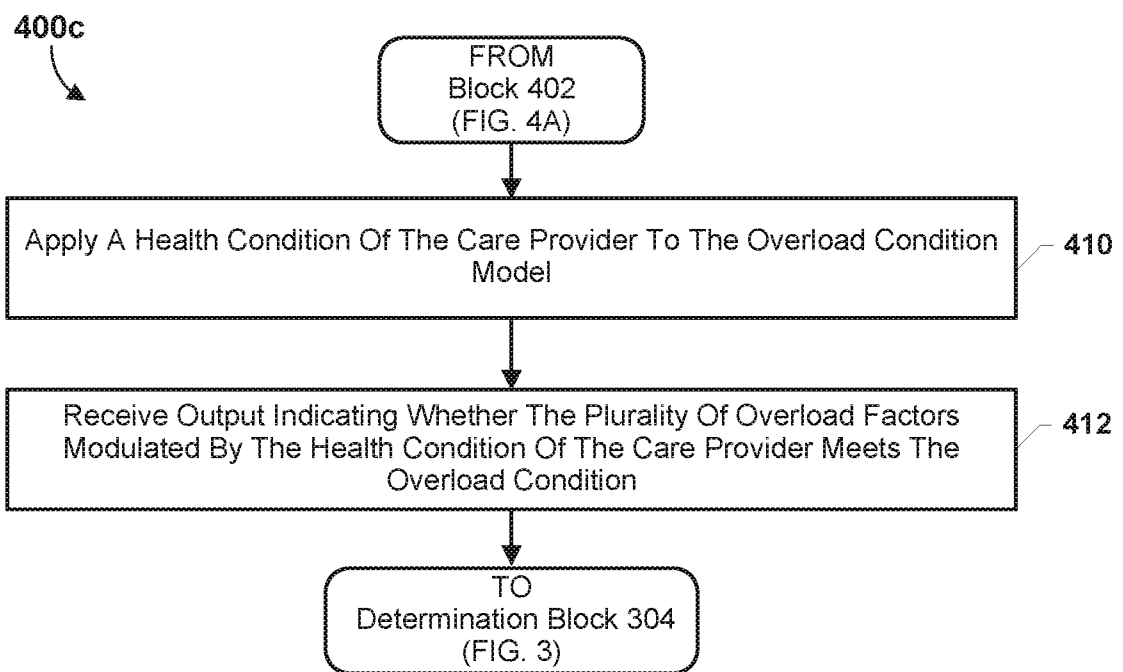 400c
FROM
Block 402
(FIG. 4A)
Apply A Health Condition Of The Care Provider To The Overload Condition
Model
410
Receive Output Indicating Whether The Plurality Of Overload Factors
Modulated By The Health Condition Of The Care Provider Meets The
Overload Condition
412
TO
Determination Block 304
(FIG. 3)